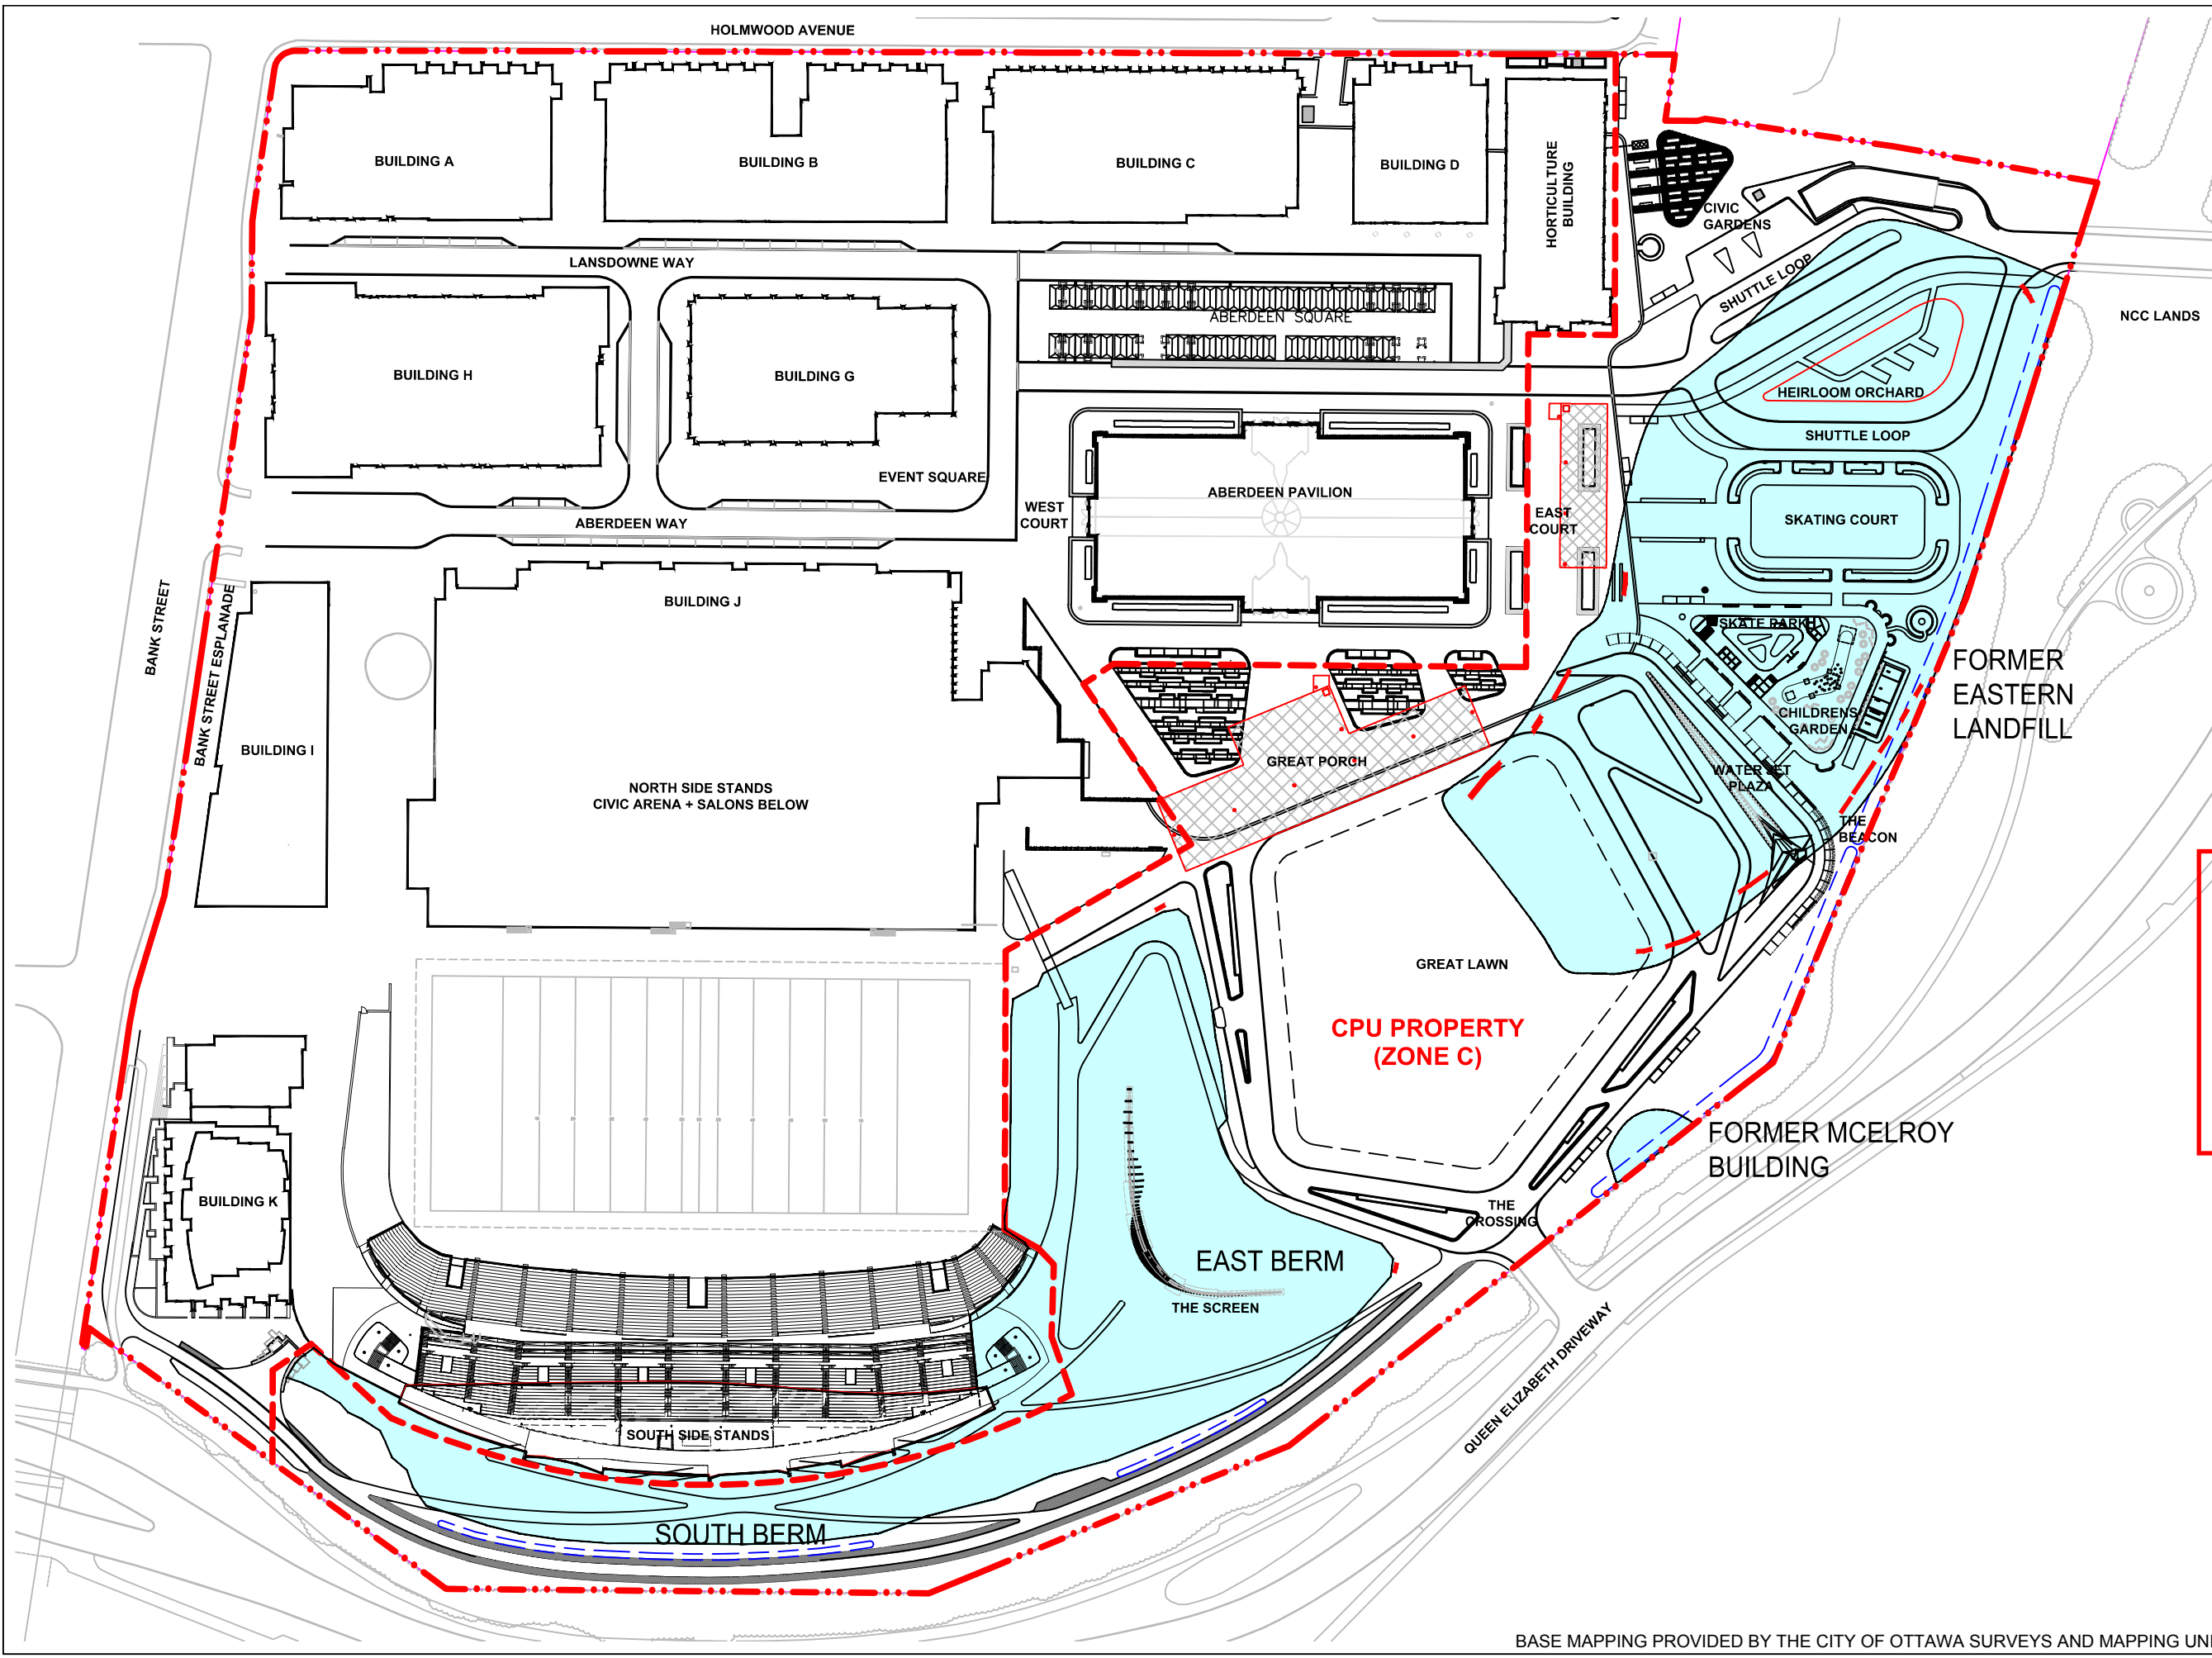 HOLMWOOD AVENUE
BUILDING A
BUILDING B
BUILDING C
BUILDING D
HORTICULTURE
BUILDING
CIVIC
GARDENS
SHUTTLE LOOP
LANSDOWNE WAY
ABERDEEN SQUARE
NCC LANDS
BUILDING H
BUILDING G
HEIRLOOM ORCHARD
SHUTTLE LOOP
EVENT SQUARE
ABERDEEN PAVILION
WEST
COURT
EAST
COURT
SKATING COURT
ABERDEEN WAY
BANK STREET
BANK STREET ESPLANADE
BUILDING J
SKATE PARK
FORMER
EASTERN
LANDFILL
CHILDRENS
GARDEN
BUILDING I
GREAT PORCH
WATER JET
PLAZA
NORTH SIDE STANDS
CIVIC ARENA + SALONS BELOW
THE
BEACON
GREAT LAWN
CPU PROPERTY
(ZONE C)
FORMER MCELROY
BUILDING
BUILDING K
THE
CROSSING
EAST BERM
THE SCREEN
QUEEN ELIZABETH DRIVEWAY
SOUTH SIDE STANDS
SOUTH BERM
BASE MAPPING PROVIDED BY THE CITY OF OTTAWA SURVEYS AND MAPPING UNI